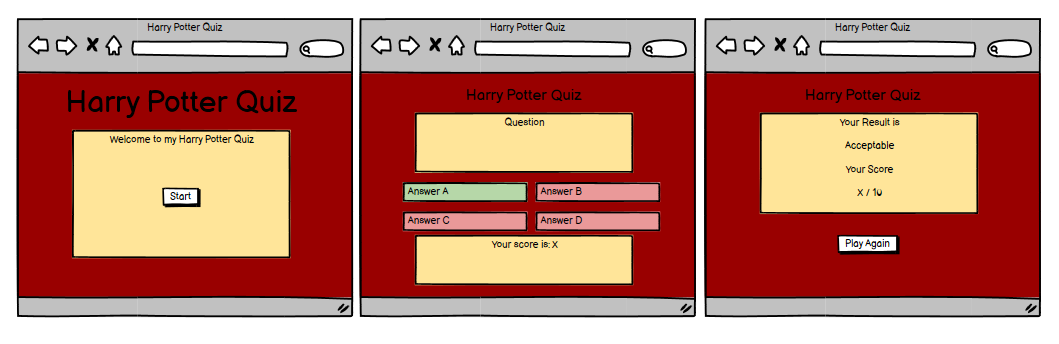 Harry Potter Quiz
Harry Potter Quiz
Welcome to my Harry Potter Quiz
Start
Harry Potter Quiz
Harry Potter Quiz
Question
Answer A
Answer B
Answer C
Answer D
Your score is: X
Harry Potter Quiz
Harry Potter Quiz
Your Result is
Acceptable
Your Score
X / 10
Play Again